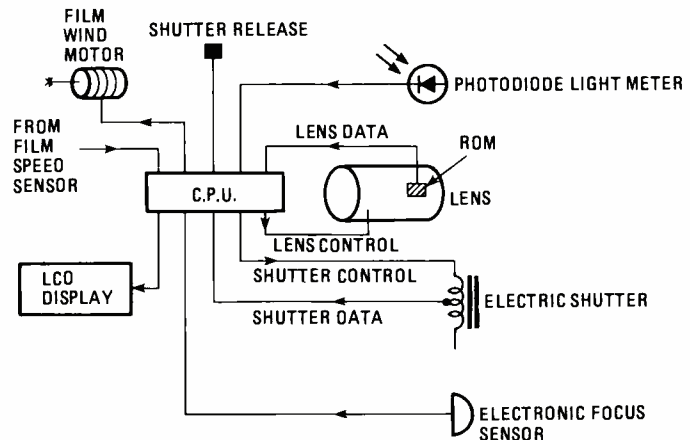 FILM
WIND
MOTOR
SHUTTER RELEASE
PHOTODIODE LIGHT METER
FROM
FILM
SPEED
SENSOR
LENS DATA
ROM
C.P.U.
LENS
LENS CONTROL
SHUTTER CONTROL
LCO
DISPLAY
ELECTRIC SHUTTER
SHUTTER DATA
ELECTRONIC FOCUS
SENSOR